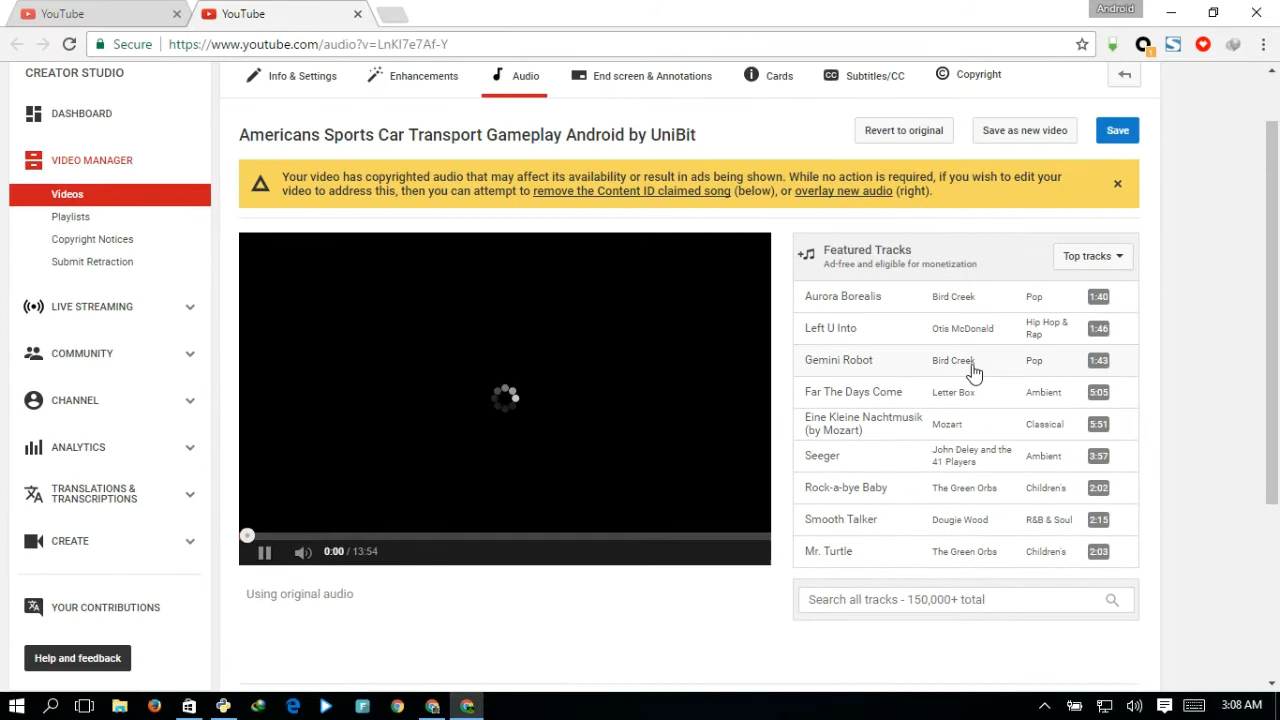 YouTube
YouTube
Android
Secure
https://www.youtube.com/audio?v=LnKI7e7Af-Y
1
CREATOR STUDIO
DASHBOARD
VIDEO MANAGER
Videos
Playlists
Copyright Notices
Submit Retraction
LIVE STREAMING
COMMUNITY
CHANNEL
ANALYTICS
TRANSLATIONS &
TRANSCRIPTIONS
CREATE
YOUR CONTRIBUTIONS
Help and feedback
Info & Settings
Enhancements
Audio
End screen & Annotations
Cards
CC Subtitles/CC
© Copyright
Americans Sports Car Transport Gameplay Android by UniBit
Revert to original
Save as new video
Save
Your video has copyrighted audio that may affect its availability or result in ads being shown. While no action is required, if you wish to edit your
video to address this, then you can attempt to remove the Content ID claimed song (below), or overlay new audio (right).
0:00 / 13:54
Using original audio
Featured Tracks
Ad-free and eligible for monetization
Top tracks
Aurora Borealis Bird Creek Pop 1:40
Left U Into Otis McDonald Hip Hop & Rap 1:46
Gemini Robot Bird Creek Pop 1:43
Far The Days Come Letter Box Ambient 5:05
Eine Kleine Nachtmusik (by Mozart) Mozart Classical 5:51
Seeger John Deley and the 41 Players Ambient 3:57
Rock-a-bye Baby The Green Orbs Children's 2:02
Smooth Talker Dougie Wood R&B & Soul 2:15
Mr. Turtle The Green Orbs Children's 2:03
Search all tracks - 150,000+ total
3:08 AM